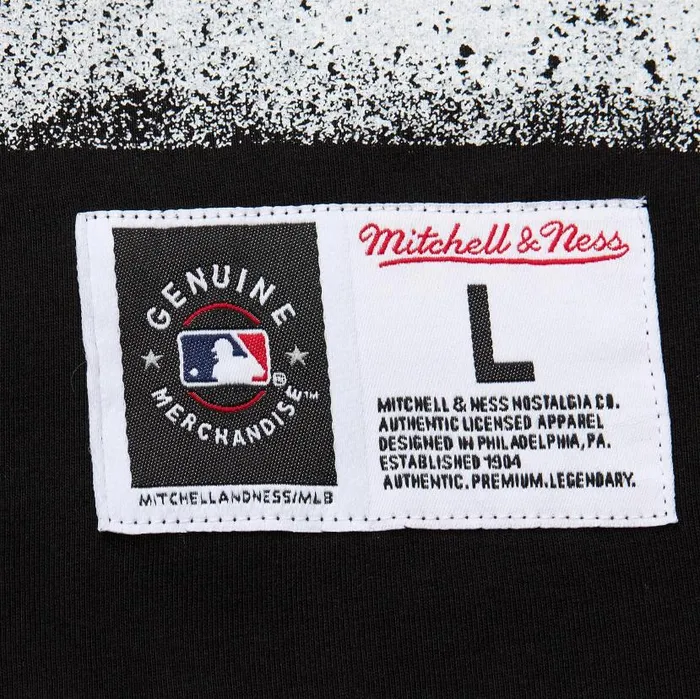 GENUINE
MERCHANDISE™
®
MITCHELLANDNESS/MLB
Mitchell & Ness
L
MITCHELL & NESS NOSTALGIA CO.
AUTHENTIC LICENSED APPAREL
DESIGNED IN PHILADELPHIA, PA.
ESTABLISHED 1904
AUTHENTIC. PREMIUM. LEGENDARY.